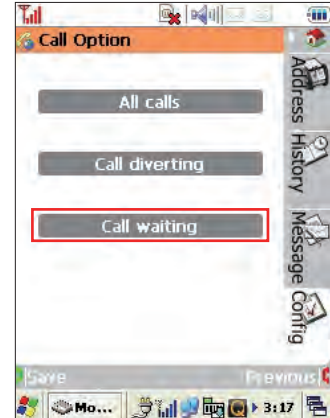 Call Option
All calls
Call diverting
Call waiting
Address
History
Message
Config
Save
Previous
Mo...
3:17